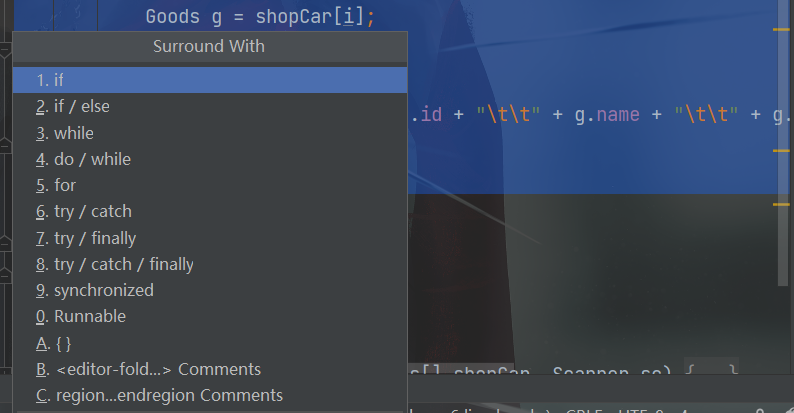 Goods g = shopCar[i];
Surround With
1. if
2. if / else
.id + "\t\t" + g.name + "\t\t" + g.
3. while
4. do / while
5. for
6. try / catch
7. try / finally
8. try / catch / finally
9. synchronized
0. Runnable
A. { }
B. <editor-fold...> Comments
s[] shopCar, Scanner sc) {...}
C. region...endregion Comments